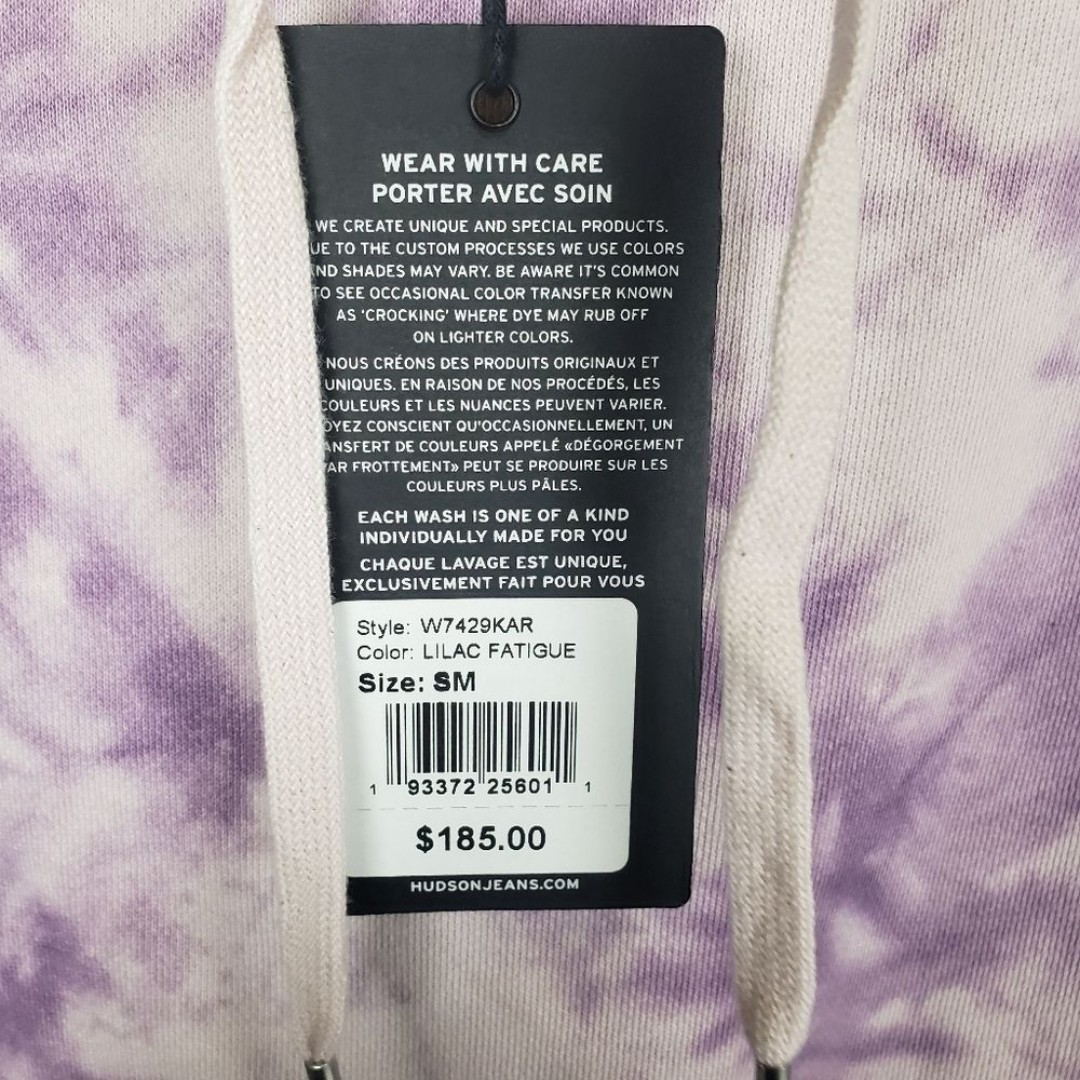 WEAR WITH CARE
PORTER AVEC SOIN
WE CREATE UNIQUE AND SPECIAL PRODUCTS.
UE TO THE CUSTOM PROCESSES WE USE COLORS
ND SHADES MAY VARY. BE AWARE IT'S COMMON
TO SEE OCCASIONAL COLOR TRANSFER KNOWN
AS 'CROCKING' WHERE DYE MAY RUB OFF
ON LIGHTER COLORS.
NOUS CRÉONS DES PRODUITS ORIGINAUX ET
UNIQUES. EN RAISON DE NOS PROCÉDÉS, LES
COULEURS ET LES NUANCES PEUVENT VARIER.
OYEZ CONSCIENT QU'OCCASIONNELLEMENT, UN
ANSFERT DE COULEURS APPELÉ «DÉGORGEMENT
AR FROTTEMENT» PEUT SE PRODUIRE SUR LES
COULEURS PLUS PÂLES.
EACH WASH IS ONE OF A KIND
INDIVIDUALLY MADE FOR YOU
CHAQUE LAVAGE EST UNIQUE,
EXCLUSIVEMENT FAIT POUR VOUS
Style: W7429KAR
Color: LILAC FATIGUE
Size: SM
1 93372 25601 1
$185.00
HUDSONJEANS.COM